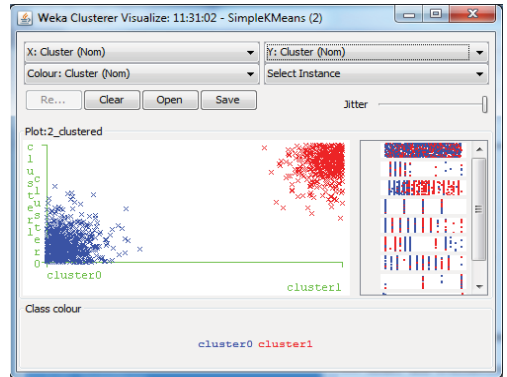 Weka Clusterer Visualize: 11:31:02 - SimpleKMeans (2)
X: Cluster (Nom)
Y: Cluster (Nom)
Colour: Cluster (Nom)
Select Instance
Re...
Clear
Open
Save
Jitter
Plot:2_clustered
cluster1
cluster0
cluster0
cluster1
Class colour
cluster0 cluster1